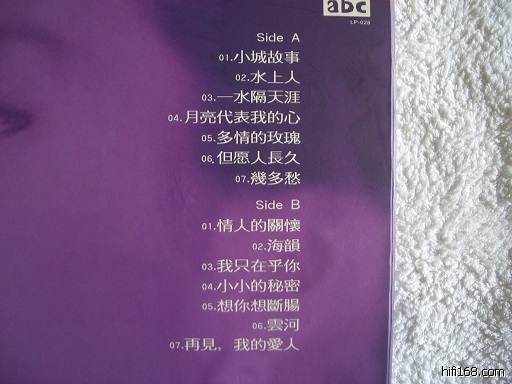 abc
LP-028
Side A
01.小城故事
02.水上人
03.一水隔天涯
04.月亮代表我的心
05.多情的玫瑰
06.但愿人長久
07.幾多愁
Side B
01.情人的關懷
02.海韻
03.我只在乎你
04.小小的秘密
05.想你想斷腸
06.雲河
07.再見，我的愛人
hifi168.com